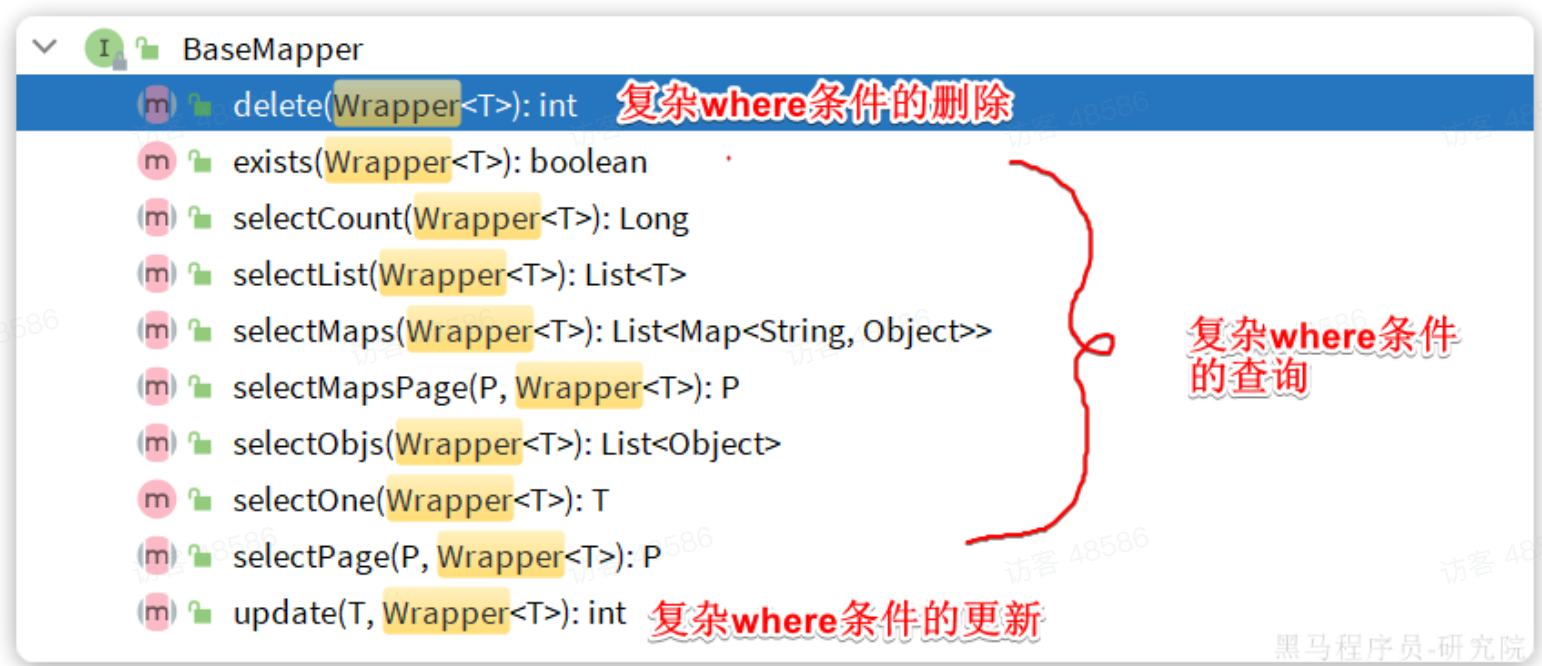 BaseMapper
delete(Wrapper<T>): int 复杂where条件的删除
exists(Wrapper<T>): boolean
selectCount(Wrapper<T>): Long
selectList(Wrapper<T>): List<T>
selectMaps(Wrapper<T>): List<Map<String, Object>>
复杂where条件
的查询
selectMapsPage(P, Wrapper<T>): P
selectObjs(Wrapper<T>): List<Object>
selectOne(Wrapper<T>): T
selectPage(P, Wrapper<T>): P
update(T, Wrapper<T>): int 复杂where条件的更新
访客 48586
黑马程序员-研究院